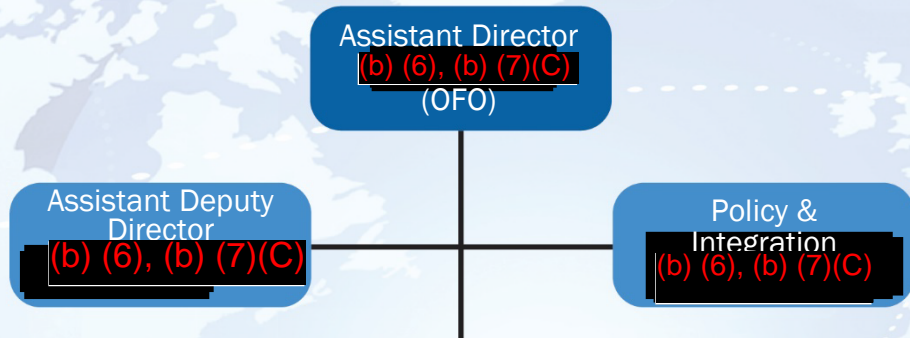 Assistant Director
(b) (6), (b) (7)(C)
(OFO)
Assistant Deputy
Director
(b) (6), (b) (7)(C)
Policy &
Integration
(b) (6), (b) (7)(C)